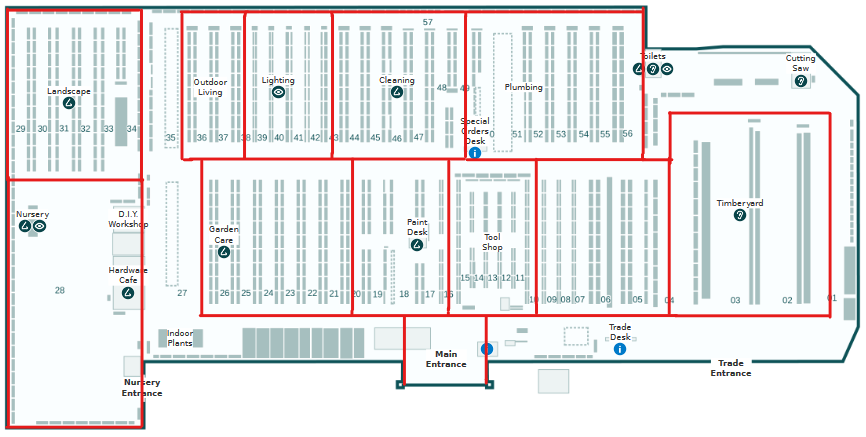 57
Toilets
Cutting
Saw
Landscape
Outdoor
Living
Lighting
Cleaning
48
49
Plumbing
Special
Orders
Desk
29 30 31 32 33 34
35 36 37 38 39 40 41 42 43 44 45 46 47
51 52 53 54 55 56
Nursery
D.I.Y.
Workshop
Garden
Care
Paint
Desk
Tool
Shop
Timberyard
Hardware
Cafe
28
27
26 25 24 23 22 21 20 19 18 17 16
15 14 13 12 11
10 09 08 07 06 05 04 03 02 01
Indoor
Plants
Main
Entrance
Trade
Desk
Trade
Entrance
Nursery
Entrance